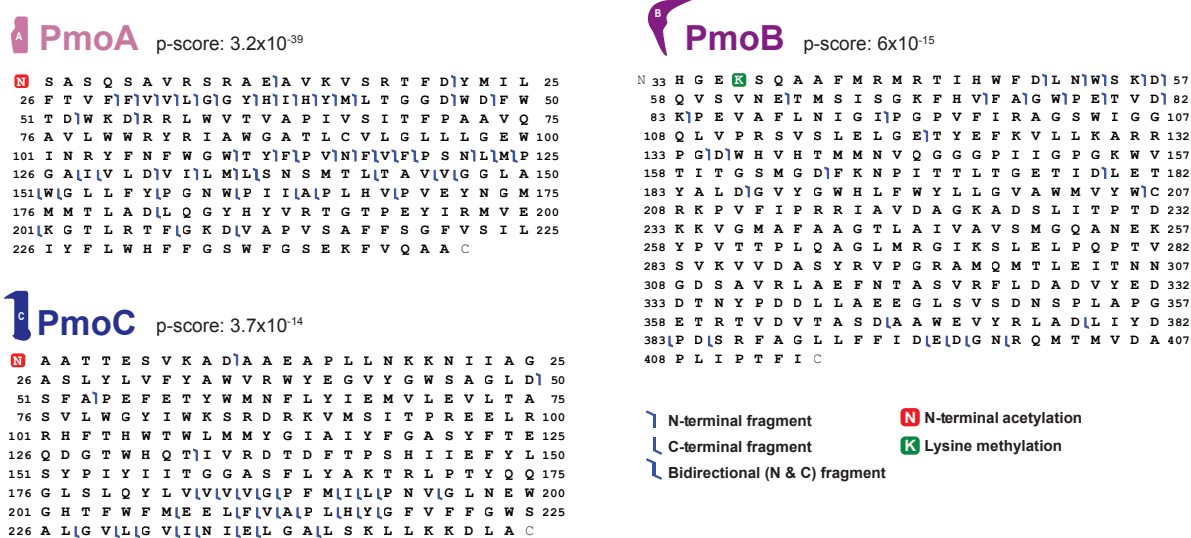 A PmoA p-score: 3.2x10⁻³⁹
N S A S Q S A V R S R A E A V K V S R T F D Y M I L 25
26 F T V F F V V L G G Y H I H Y M L T G G D W D F W 50
51 T D W K D R R L W V T V A P I V S I T F P A A V Q 75
76 A V L W W R Y R I A W G A T L C V L G L L L G E W 100
101 I N R Y F N F W G W T Y F P V N F V F P S N L M P 125
126 G A I V L D V I L M L S N S M T L T A V V G G L A 150
151 W G L L F Y P G N W P I I A P L H V P V E Y N G M 175
176 M M T L A D L Q G Y H Y V R T G T P E Y I R M V E 200
201 K G T L R T F G K D V A P V S A F F S G F V S I L 225
226 I Y F L W H F F G S W F G S E K F V Q A A C
C PmoC p-score: 3.7x10⁻¹⁴
N A A T T E S V K A D A A E A P L L N K K N I I A G 25
26 A S L Y L V F Y A W V R W Y E G V Y G W S A G L D 50
51 S F A P E F E T Y W M N F L Y I E M V L E V L T A 75
76 S V L W G Y I W K S R D R K V M S I T P R E E L R 100
101 R H F T H W T W L M M Y G I A I Y F G A S Y F T E 125
126 Q D G T W H Q T I V R D T D F T P S H I I E F Y L 150
151 S Y P I Y I I T G G A S F L Y A K T R L P T Y Q Q 175
176 G L S L Q Y L V V V V G P F M I L P N V G L N E W 200
201 G H T F W F M E E L F V A P L H Y G F V F F G W S 225
226 A L G V L G V I N I E L G A L S K L L K K D L A C
B PmoB p-score: 6x10⁻¹⁵
N 33 H G E K S Q A A F M R M R T I H W F D L N W S K D 57
58 Q V S V N E T M S I S G K F H V F A G W P E T V D 82
83 K P E V A F L N I G I P G P V F I R A G S W I G G 107
108 Q L V P R S V S L E L G E T Y E F K V L L K A R R 132
133 P G D W H V H T M M N V Q G G G P I I G P G K W V 157
158 T I T G S M G D F K N P I T T L T G E T I D L E T 182
183 Y A L D G V Y G W H L F W Y L L G V A W M V Y W C 207
208 R K P V F I P R R I A V D A G K A D S L I T P T D 232
233 K K V G M A F A A G T L A I V A V S M G Q A N E K 257
258 Y P V T T P L Q A G L M R G I K S L E L P Q P T V 282
283 S V K V V D A S Y R V P G R A M Q M T L E I T N N 307
308 G D S A V R L A E F N T A S V R F L D A D V Y E D 332
333 D T N Y P D D L L A E E G L S V S D N S P L A P G 357
358 E T R T V D V T A S D A A W E V Y R L A D L I Y D 382
383 P D S R F A G L L F F I D E D G N R Q M T M V D A 407
408 P L I P T F I C
N-terminal fragment
C-terminal fragment
Bidirectional (N & C) fragment
N N-terminal acetylation
K Lysine methylation